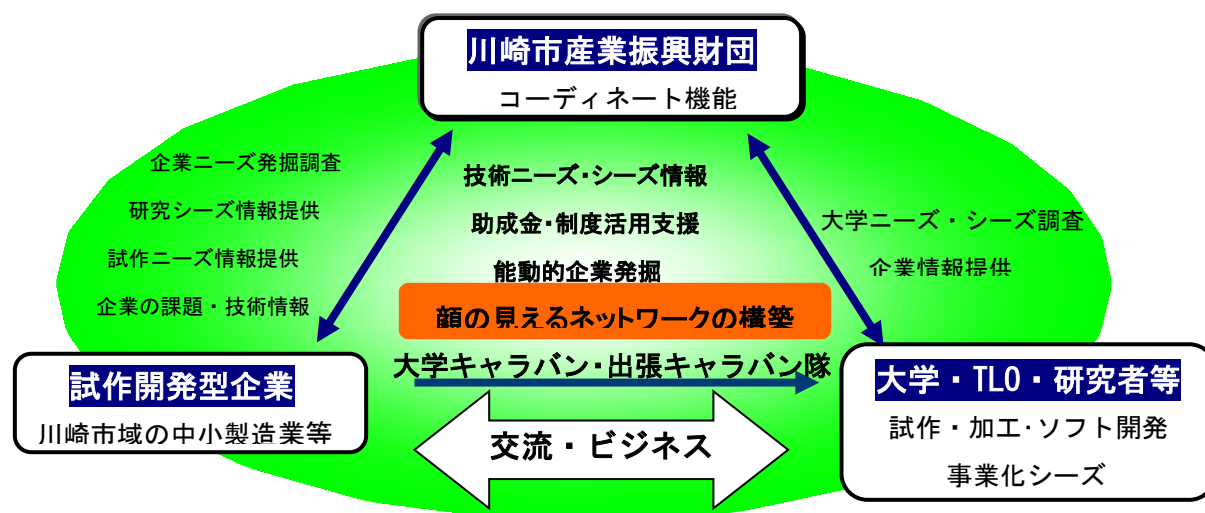 川崎市産業振興財団
コーディネート機能
企業ニーズ発掘調査
研究シーズ情報提供
試作ニーズ情報提供
企業の課題・技術情報
技術ニーズ・シーズ情報
助成金・制度活用支援
能動的企業発掘
顔の見えるネットワークの構築
大学キャラバン・出張キャラバン隊
大学ニーズ・シーズ調査
企業情報提供
試作開発型企業
川崎市域の中小製造業等
交流・ビジネス
大学・TLO・研究者等
試作・加工・ソフト開発
事業化シーズ